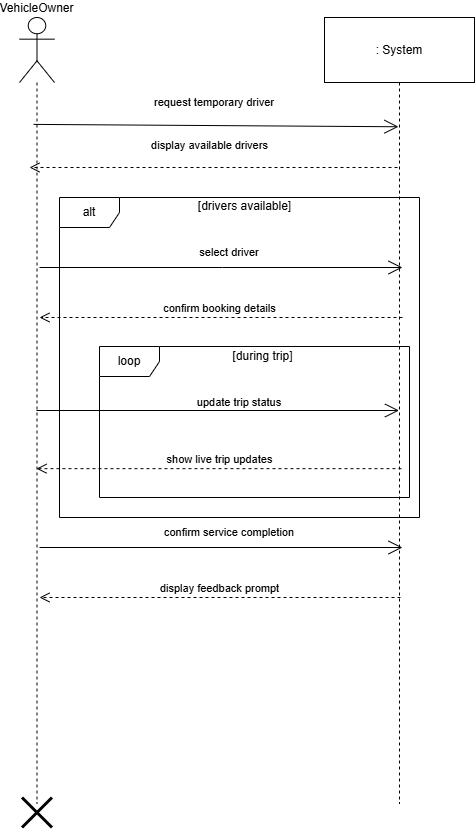 VehicleOwner
: System
request temporary driver
display available drivers
alt
[drivers available]
select driver
confirm booking details
loop
[during trip]
update trip status
show live trip updates
confirm service completion
display feedback prompt